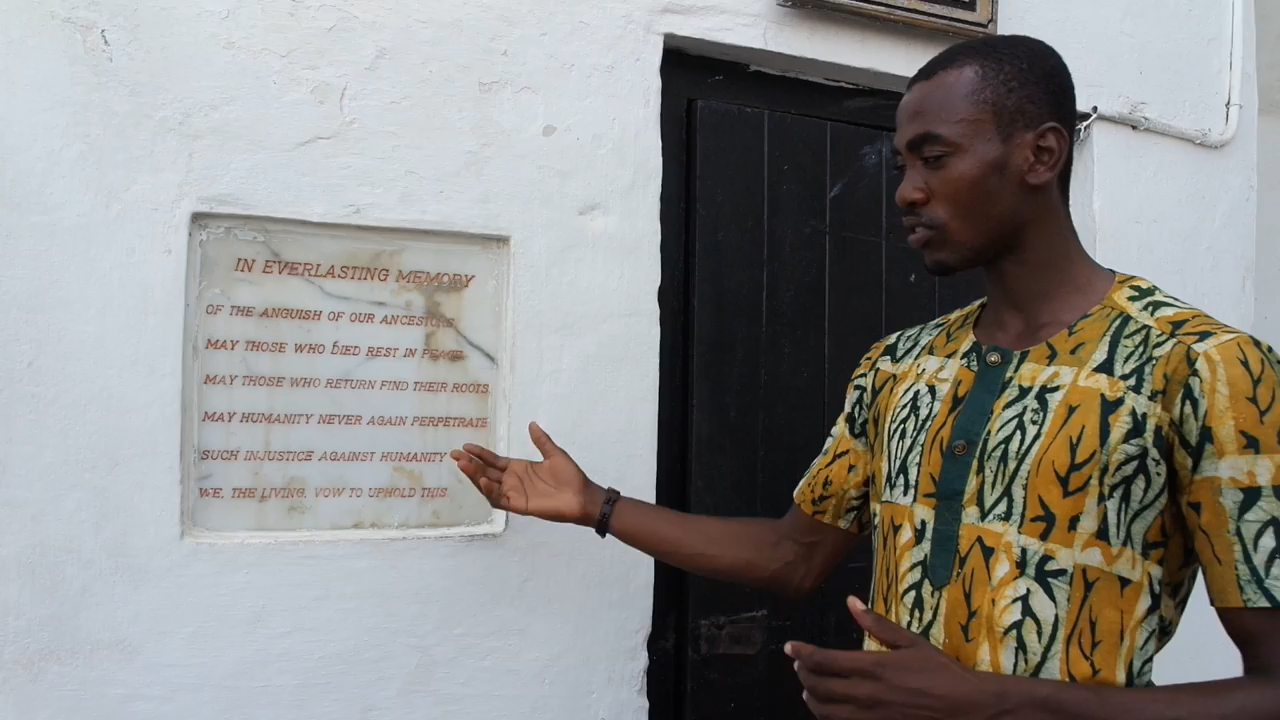 IN EVERLASTING MEMORY
OF THE ANGUISH OF OUR ANCESTORS
MAY THOSE WHO DIED REST IN PEACE
MAY THOSE WHO RETURN FIND THEIR ROOTS
MAY HUMANITY NEVER AGAIN PERPETRATE
SUCH INJUSTICE AGAINST HUMANITY
WE, THE LIVING, VOW TO UPHOLD THIS